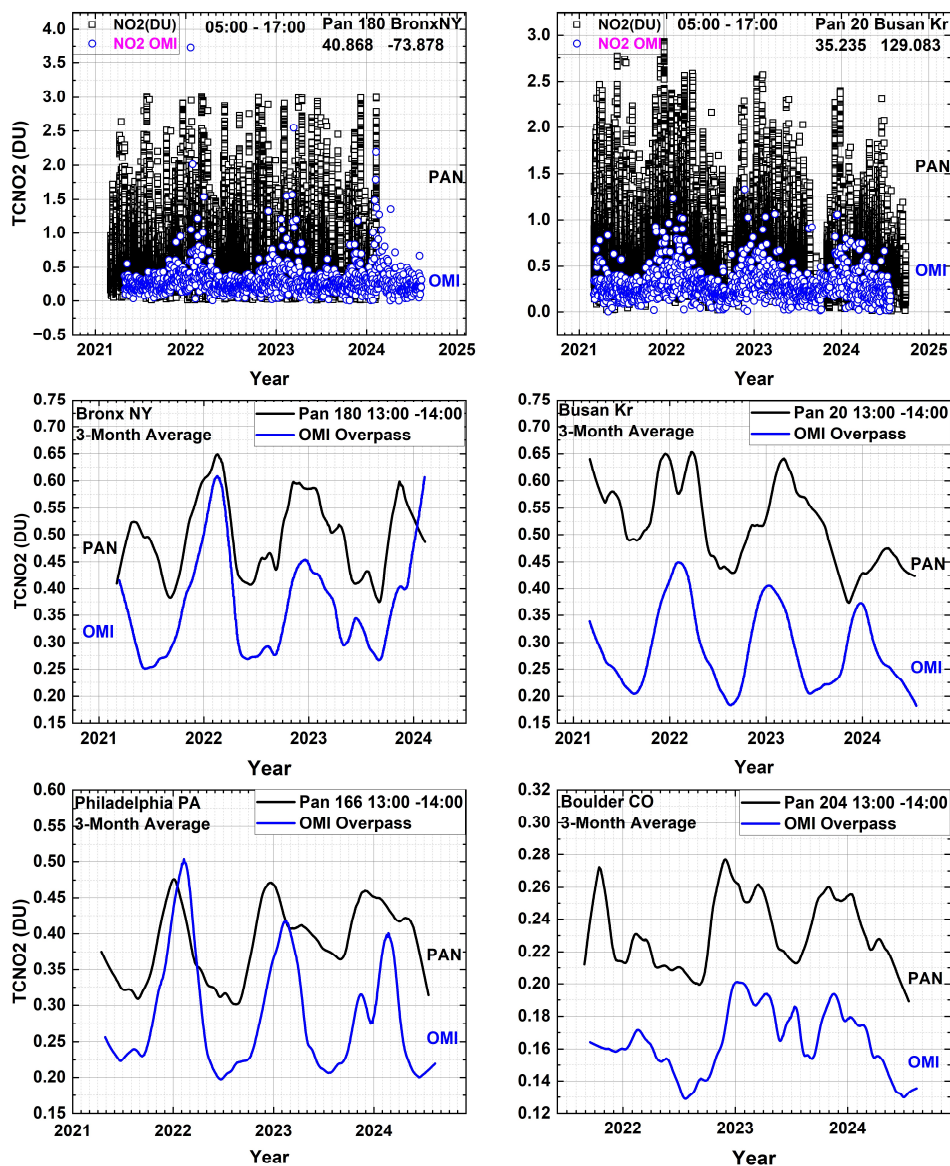 NO2(DU) 05:00 - 17:00 Pan 180 BronxNY
NO2 OMI 40.868 -73.878
4.0
3.5
3.0
2.5
2.0
1.5
1.0
0.5
0.0
−0.5
TCNO2 (DU)
PAN
OMI
2021 2022 2023 2024 2025
Year
NO2(DU) 05:00 - 17:00 Pan 20 Busan Kr
NO2 OMI 35.235 129.083
3.0
2.5
2.0
1.5
1.0
0.5
0.0
PAN
OMI
2021 2022 2023 2024 2025
Year
Bronx NY
3-Month Average
Pan 180 13:00 -14:00
OMI Overpass
0.75
0.70
0.65
0.60
0.55
0.50
0.45
0.40
0.35
0.30
0.25
0.20
0.15
TCNO2 (DU)
PAN
OMI
2021 2022 2023 2024
Year
Busan Kr
3-Month Average
Pan 20 13:00 -14:00
OMI Overpass
0.75
0.70
0.65
0.60
0.55
0.50
0.45
0.40
0.35
0.30
0.25
0.20
0.15
PAN
OMI
2021 2022 2023 2024
Year
Philadelphia PA
3-Month Average
Pan 166 13:00 -14:00
OMI Overpass
0.60
0.50
0.40
0.35
0.30
0.25
0.20
0.15
TCNO2 (DU)
PAN
OMI
2021 2022 2023 2024
Year
Boulder CO
3-Month Average
Pan 204 13:00 -14:00
OMI Overpass
0.32
0.28
0.26
0.24
0.22
0.20
0.18
0.16
0.14
0.12
PAN
OMI
2022 2023 2024
Year